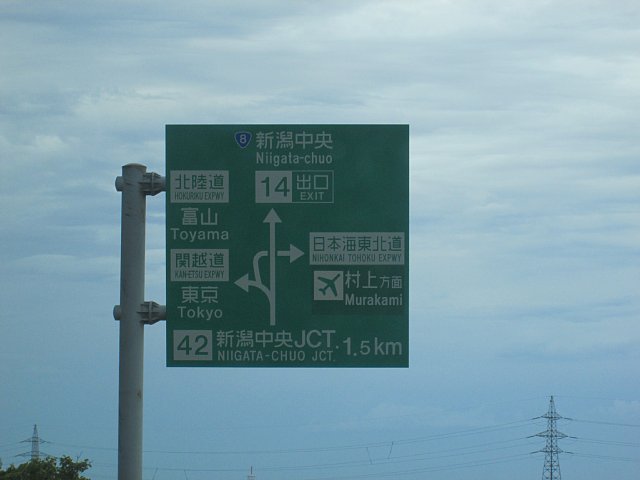 8 新潟中央
Niigata-chuo
14 出口
EXIT
北陸道
HOKURIKU EXPWY
富山
Toyama
関越道
KAN-ETSU EXPWY
東京
Tokyo
日本海東北道
NIHONKAI TOHOKU EXPWY
村上方面
Murakami
42 新潟中央JCT. 1.5km
NIIGATA-CHUO JCT.